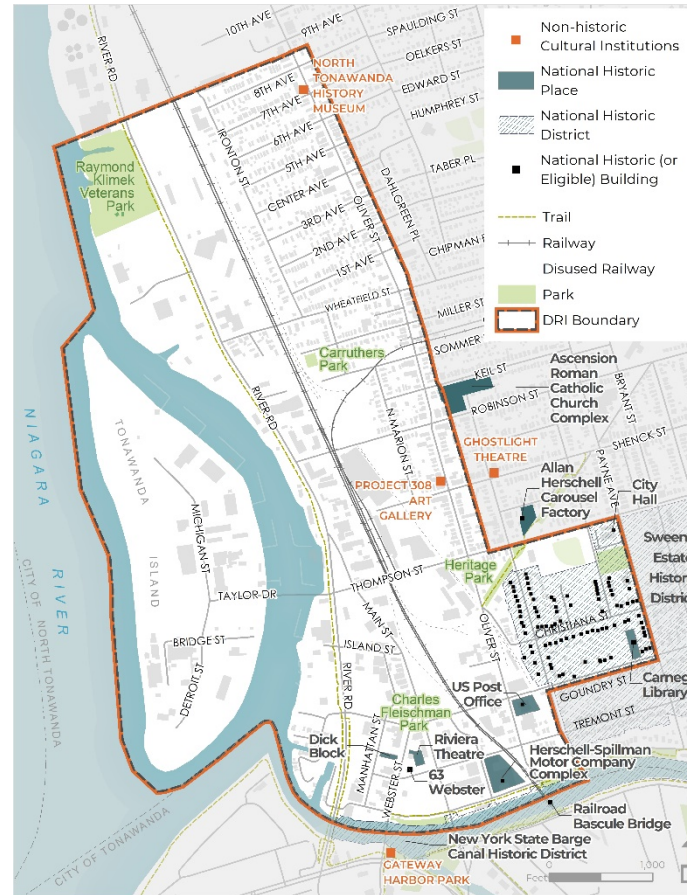 Non-historic
Cultural Institutions
National Historic
Place
National Historic
District
National Historic (or
Eligible) Building
Trail
Railway
Disused Railway
Park
DRI Boundary
10TH AVE
9TH AVE
SPAULDING ST
OELKERS ST
RIVER RD
NORTH
TONAWANDA
HISTORY
MUSEUM
8TH AVE
7TH AVE
6TH AVE
5TH AVE
EDWARD ST
HUMPHREY ST
IRONTON ST
TABER PL
Raymond
Klimek
Veterans
Park
CENTER AVE
3RD AVE
2ND AVE
1ST AVE
OLIVER ST
DAHLGREEN PL
CHIPMAN
WHEATFIELD ST
MILLER ST
SOMMER
Carruthers
Park
KEIL ST
ROBINSON ST
Ascension
Roman
Catholic
Church
Complex
BRYANT ST
SHENCK ST
PAYNE AVE
RIVER RD
N MARION ST
GHOSTLIGHT
THEATRE
PROJECT 308
ART
GALLERY
Allan
Herschell
Carousel
Factory
City
Hall
NIAGARA
RIVER
TONAWANDA
ISLAND
MICHIGAN ST
TAYLOR DR
THOMPSON ST
Heritage
Park
Sween
Estate
Histor
District
CITY OF NORTH TONAWANDA
BRIDGE ST
DETROIT ST
MAIN ST
ISLAND ST
RIVER RD
OLIVER ST
CHRISTIANA ST
US Post
Office
GOUNDRY ST
TREMONT ST
Carneg
Library
Charles
Fleischman
Park
Dick
Block
MANHATTAN ST
WEBSTER ST
Riviera
Theatre
63
Webster
Herschell-Spillman
Motor Company
Complex
Railroad
Bascule Bridge
New York State Barge
Canal Historic District
CITY OF TONAWANDA
GATEWAY
HARBOR PARK
Feet
0
1,000